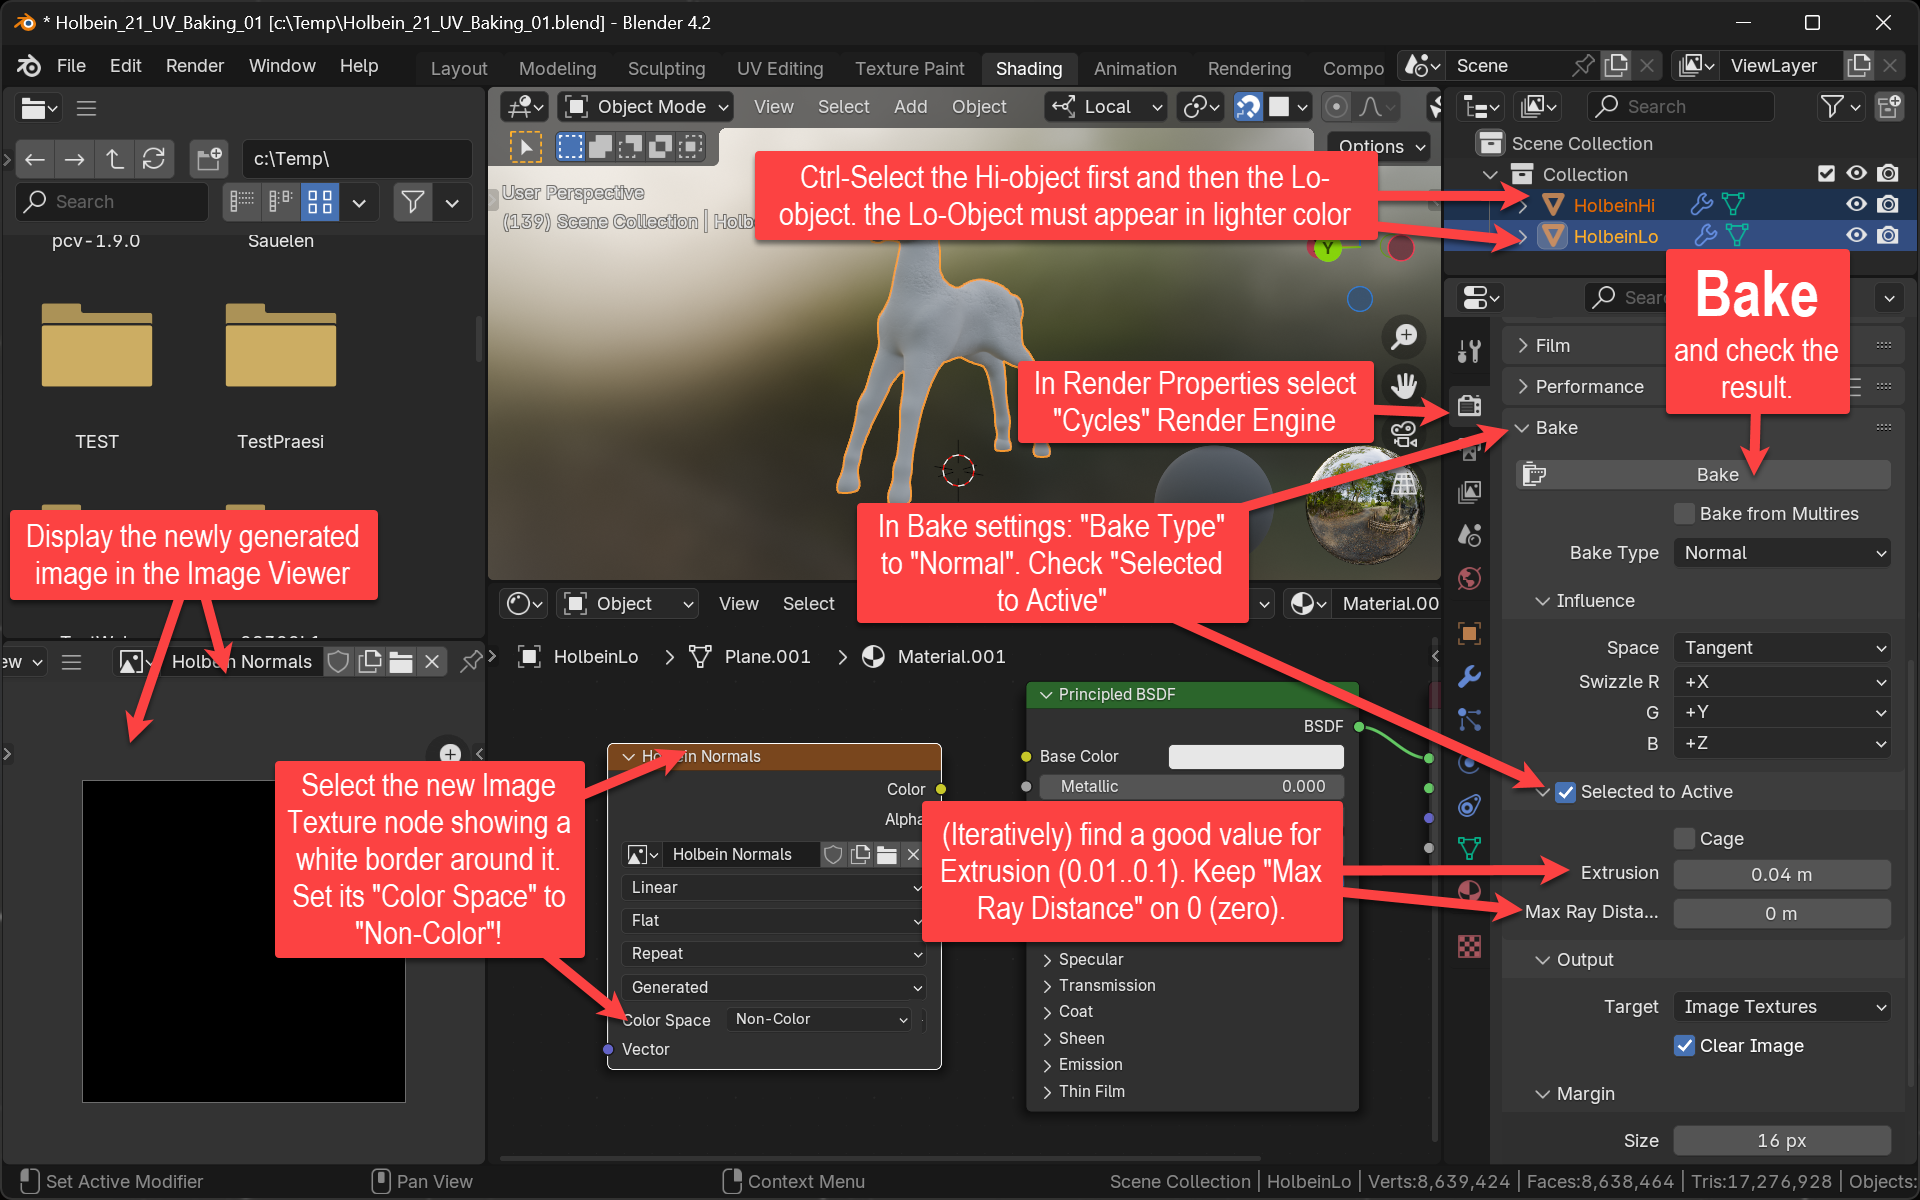 * Holbein_21_UV_Baking_01 [c:\Temp\Holbein_21_UV_Baking_01.blend] - Blender 4.2
File Edit Render Window Help
Layout Modeling Sculpting UV Editing Texture Paint Shading Animation Rendering Compo
Scene
ViewLayer
c:\Temp\
Search
pcv-1.9.0 Sauelen
TEST TestPraesi
Display the newly generated
image in the Image Viewer
Object Mode View Select Add Object Local
Options
User Perspective
(139) Scene Collection | Holb
Ctrl-Select the Hi-object first and then the Lo-
object. the Lo-Object must appear in lighter color
Y
In Render Properties select
"Cycles" Render Engine
In Bake settings: "Bake Type"
to "Normal". Check "Selected
to Active"
Search
Scene Collection
Collection
HolbeinHi
HolbeinLo
Bake
and check the
result.
Sear
Film
Performance
Bake
Bake
Bake from Multires
Bake Type Normal
Influence
Space Tangent
Swizzle R +X
G +Y
B +Z
Selected to Active
Cage
Extrusion 0.04 m
Max Ray Dista... 0 m
Output
Target Image Textures
Clear Image
Margin
Size 16 px
ew
Holbein Normals
Select the new Image
Texture node showing a
white border around it.
Set its "Color Space" to
"Non-Color"!
Object View Select
Material.00
HolbeinLo Plane.001 Material.001
Holbein Normals
Color
Alpha
Holbein Normals
Linear
Flat
Repeat
Generated
Color Space Non-Color
Vector
Principled BSDF
BSDF
Base Color
Metallic 0.000
(Iteratively) find a good value for
Extrusion (0.01..0.1). Keep "Max
Ray Distance" on 0 (zero).
Specular
Transmission
Coat
Sheen
Emission
Thin Film
Set Active Modifier Pan View Context Menu Scene Collection | HolbeinLo | Verts:8,639,424 | Faces:8,638,464 | Tris:17,276,928 | Objects: